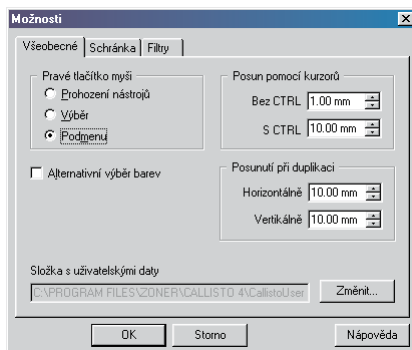 Možnosti
Všeobecné Schránka Filtry
Pravé tlačítko myši
Prohození nástrojů
Výběr
Podmenu
Alternativní výběr barev
Posun pomocí kurzorů
Bez CTRL 1.00 mm
S CTRL 10.00 mm
Posunutí při duplikaci
Horizontálně 10.00 mm
Vertikálně 10.00 mm
Složka s uživatelskými daty
C:\PROGRAM FILES\ZONER\CALLISTO 4\CallistoUser Změnit...
OK Storno Nápověda